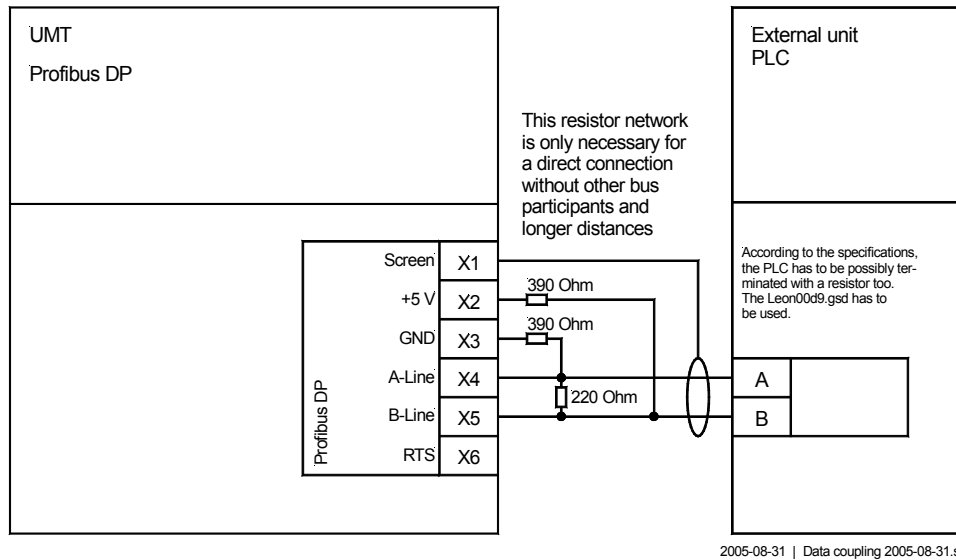 UMT
Profibus DP
External unit
PLC
This resistor network
is only necessary for
a direct connection
without other bus
participants and
longer distances
According to the specifications,
the PLC has to be possibly ter-
minated with a resistor too.
The Leon00d9.gsd has to
be used.
Profibus DP
Screen X1
+5 V X2
GND X3
A-Line X4
B-Line X5
RTS X6
390 Ohm
390 Ohm
220 Ohm
A
B
2005-08-31 | Data coupling 2005-08-31.s